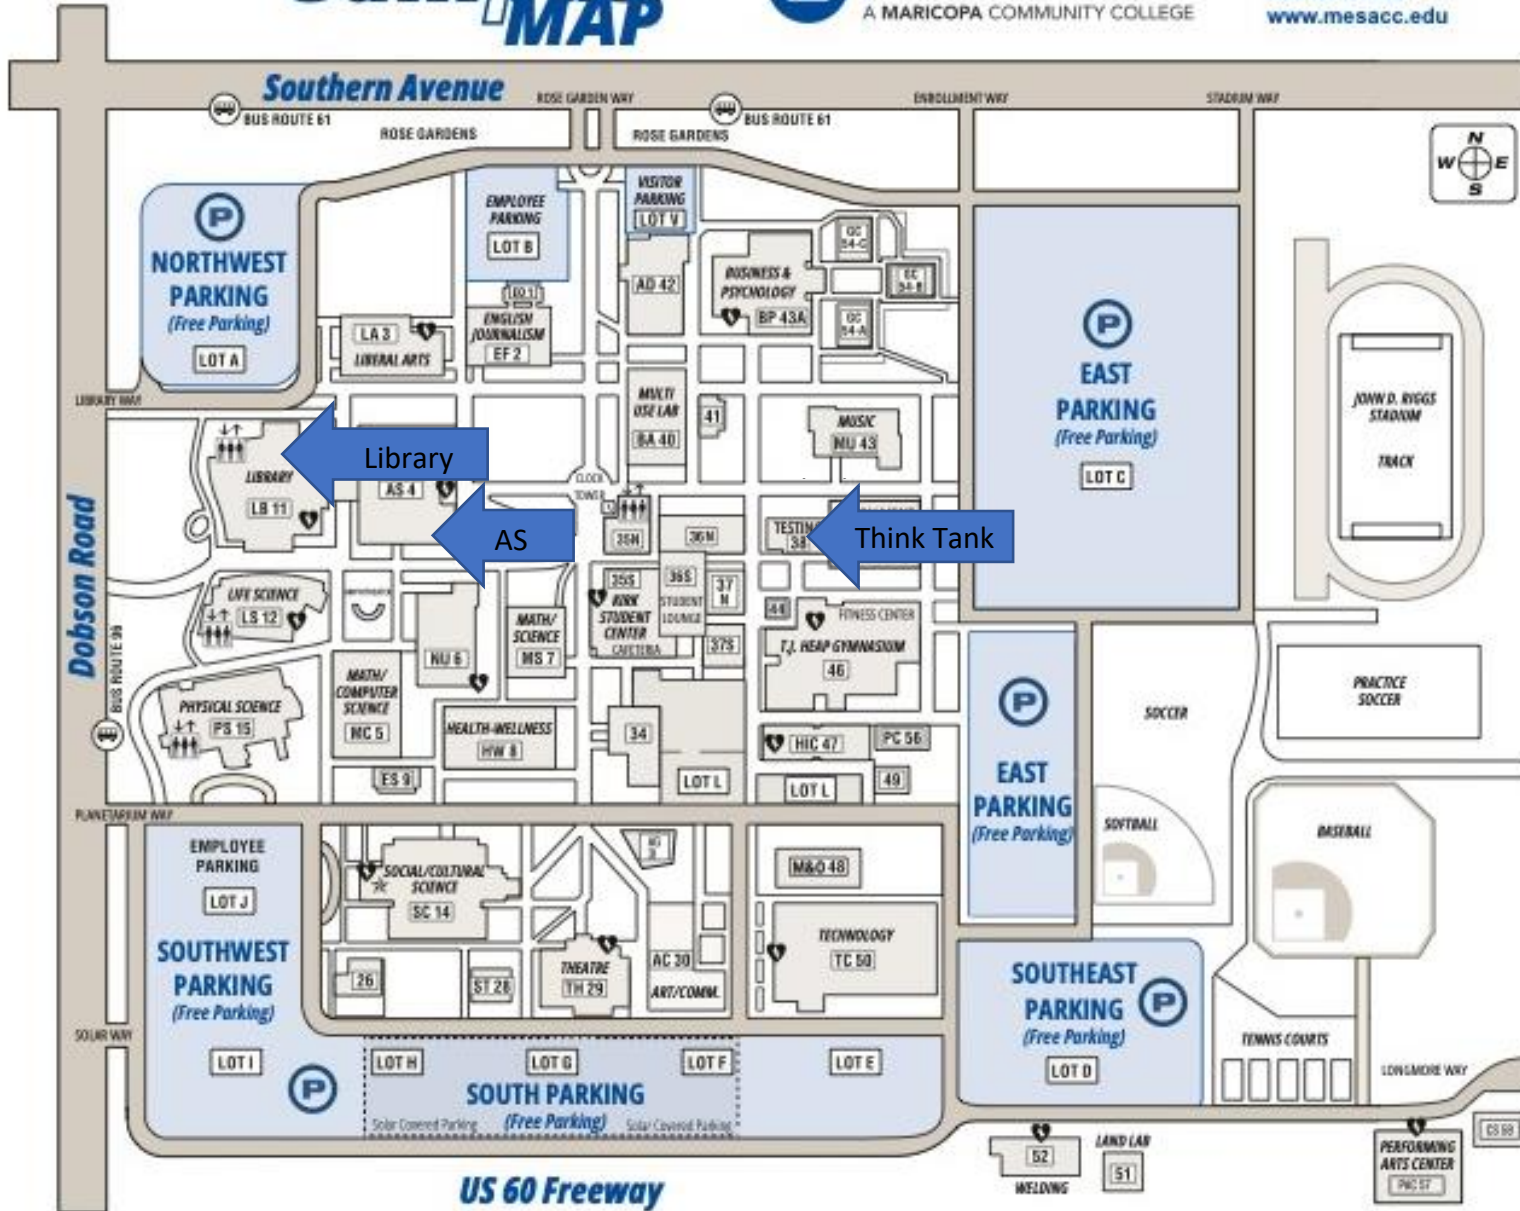 MAP
A MARICOPA COMMUNITY COLLEGE
www.mesacc.edu
Southern Avenue
ROSE GARDEN WAY
ENROLLMENT WAY
STADIUM WAY
BUS ROUTE 61
BUS ROUTE 61
ROSE GARDENS
ROSE GARDENS
N
W E
S
P
NORTHWEST
PARKING
(Free Parking)
LOT A
EMPLOYEE
PARKING
LOT B
VISITOR
PARKING
LOT V
AD 42
BUSINESS &
PSYCHOLOGY
BP 43A
GC
54-C
GC
54-B
GC
54-A
ENGLISH
JOURNALISM
EF 2
LA 3
LIBERAL ARTS
P
EAST
PARKING
(Free Parking)
LOT C
JOHN D. RIGGS
STADIUM
TRACK
LIBRARY WAY
MULTI
USE LAB
BA 40
41
MUSIC
MU 43
Library
LIBRARY
LB 11
AS 4
AS
CLOCK
TOWER
35N
36N
TESTING
38
Think Tank
Dobson Road
BUS ROUTE 96
LIFE SCIENCE
LS 12
NU 6
MATH/
SCIENCE
MS 7
35S
KIRK
STUDENT
CENTER
CAFETERIA
36S
STUDENT
LOUNGE
37
N
37S
44
FITNESS CENTER
T.J. HEAP GYMNASIUM
46
PHYSICAL SCIENCE
PS 15
MATH/
COMPUTER
SCIENCE
MC 5
HEALTH-WELLNESS
HW 8
ES 9
34
LOT L
HIC 47
PC 56
LOT L
49
P
EAST
PARKING
(Free Parking)
SOCCER
PRACTICE
SOCCER
SOFTBALL
BASEBALL
PLANETARIUM WAY
EMPLOYEE
PARKING
LOT J
SOUTHWEST
PARKING
(Free Parking)
LOT I
P
SOCIAL/CULTURAL
SCIENCE
SC 14
M&O 48
TECHNOLOGY
TC 50
26
ST 28
THEATRE
TH 29
AC 30
ART/COMM.
SOUTHEAST
PARKING
(Free Parking)
LOT D
P
TENNIS COURTS
LONGMORE WAY
SOLAR WAY
LOT H
LOT G
LOT F
LOT E
SOUTH PARKING
(Free Parking)
Solar Covered Parking
Solar Covered Parking
US 60 Freeway
52
WELDING
LAND LAB
51
PERFORMING
ARTS CENTER
PAC 57